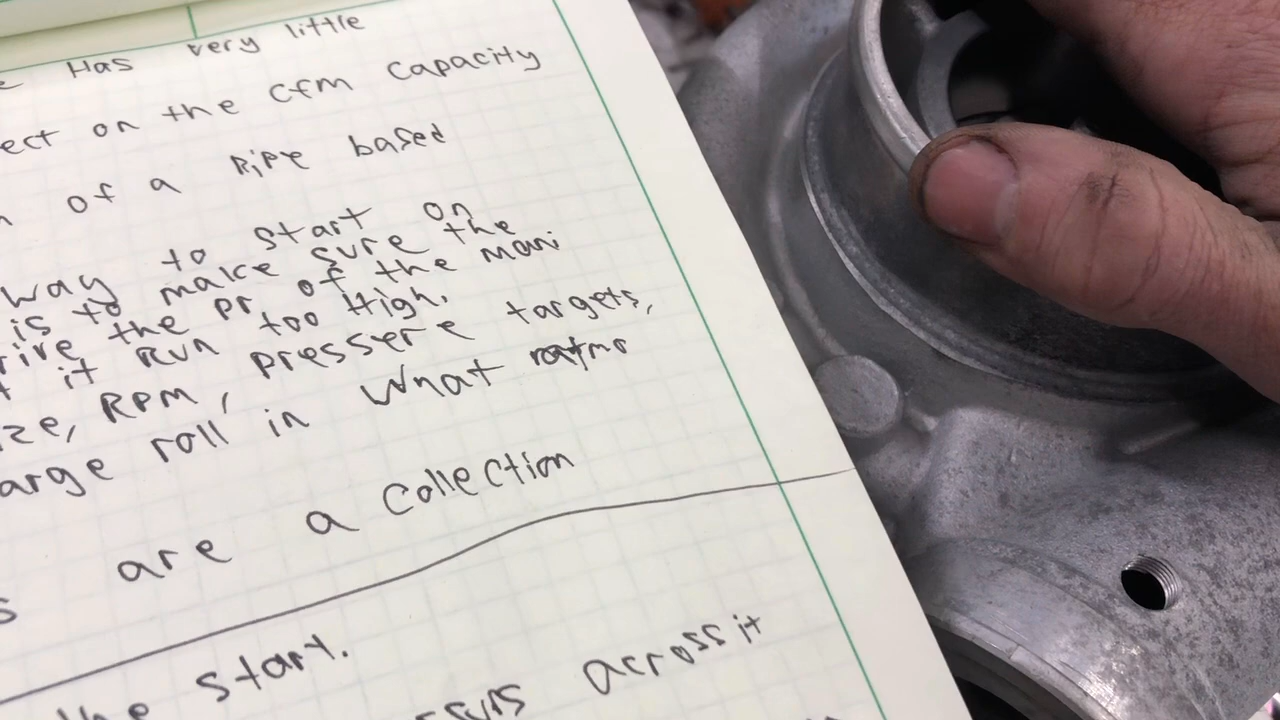 Has very little
ect on the cfm capacity
of a pipe based
way to start on
is to make sure the
rive the pr of the mani
it Run too High.
ize, RPM, pressere targets,
arge roll in what
s are a collection
the start.
across it